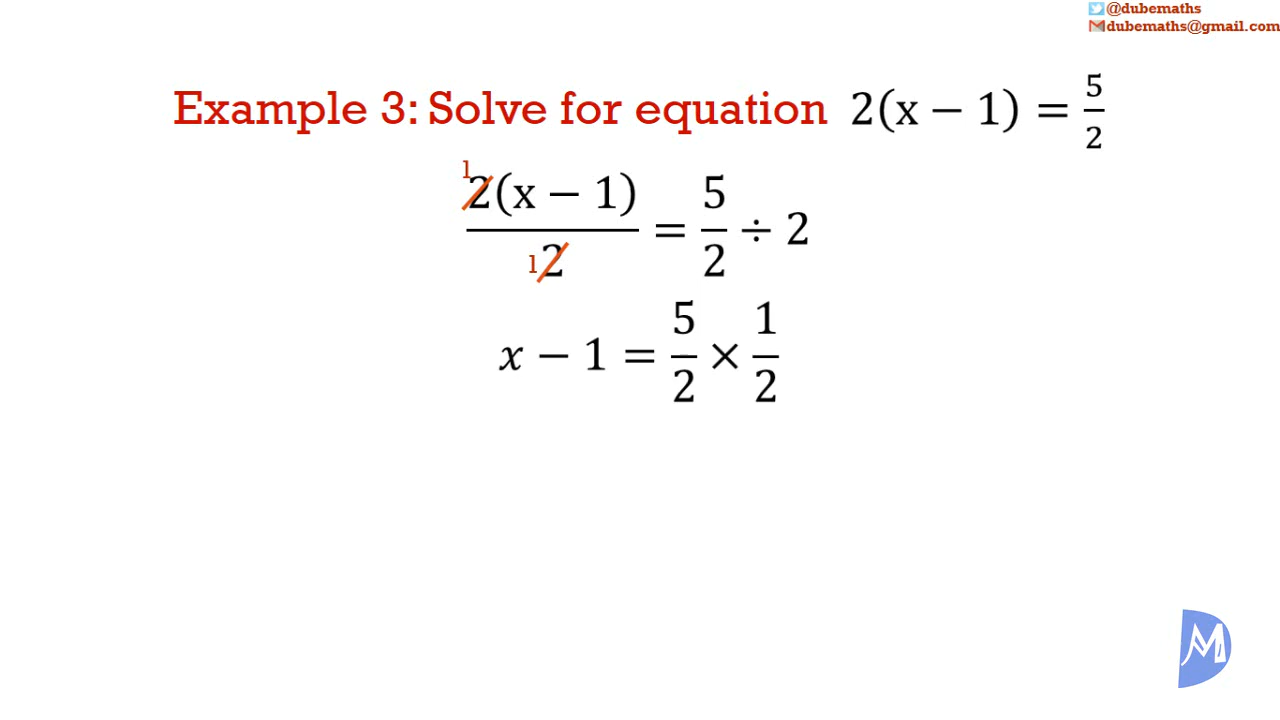 @dubemaths
dubemaths@gmail.com
Example 3: Solve for equation 2(x − 1) = 5/2
1 2(x − 1) / 1 2 = 5/2 ÷ 2
x − 1 = 5/2 × 1/2
M